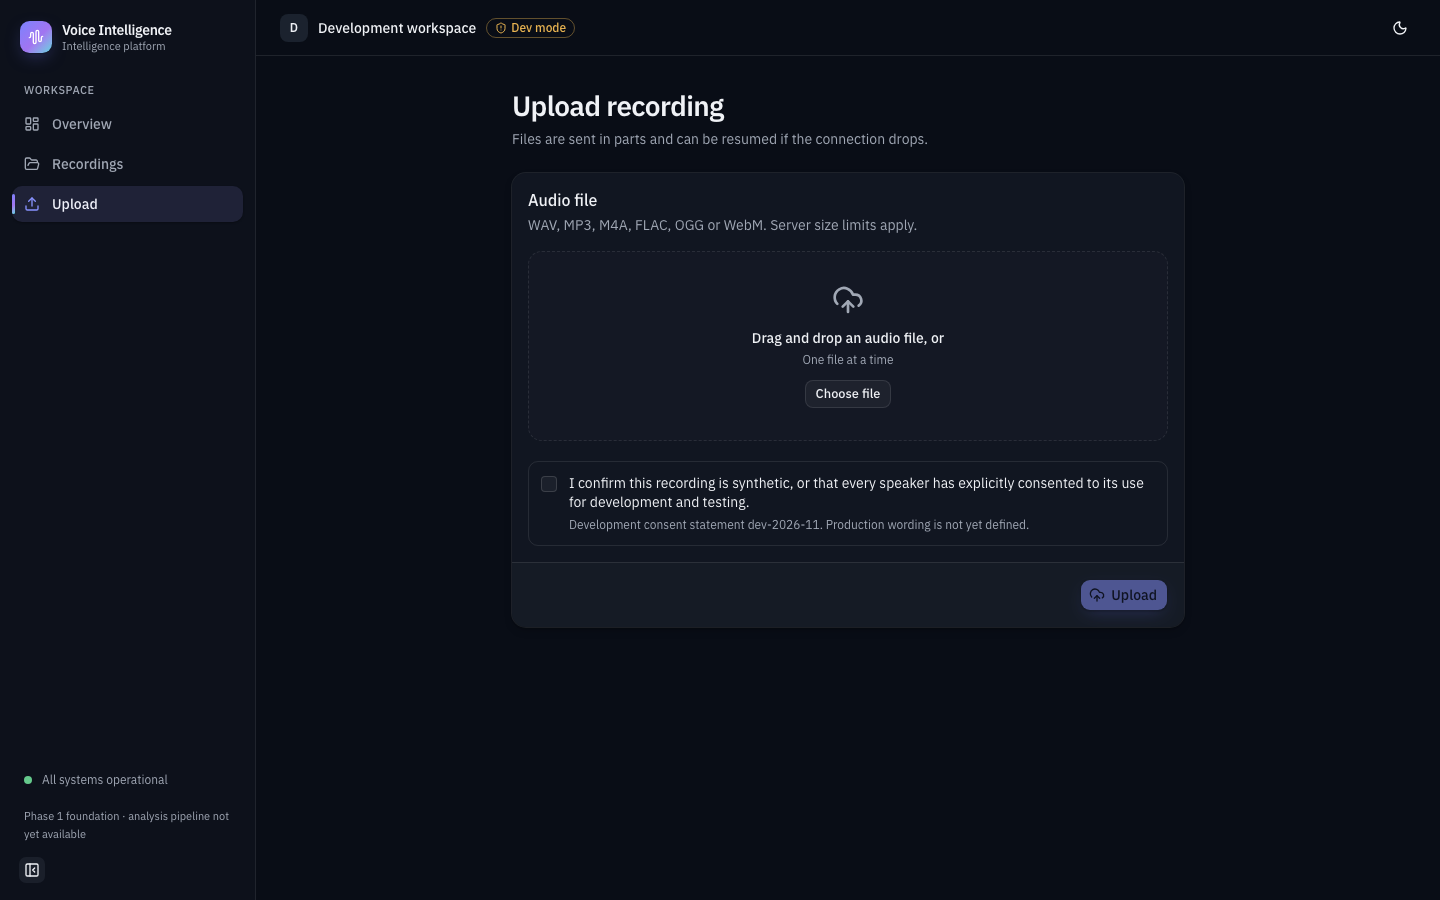 Voice Intelligence
Intelligence platform
WORKSPACE
Overview
Recordings
Upload
All systems operational
Phase 1 foundation · analysis pipeline not
yet available
D
Development workspace
Dev mode
Upload recording
Files are sent in parts and can be resumed if the connection drops.
Audio file
WAV, MP3, M4A, FLAC, OGG or WebM. Server size limits apply.
Drag and drop an audio file, or
One file at a time
Choose file
I confirm this recording is synthetic, or that every speaker has explicitly consented to its use
for development and testing.
Development consent statement dev-2026-11. Production wording is not yet defined.
Upload